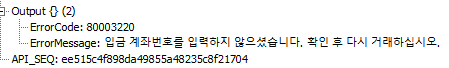 Output {} (2)
ErrorCode: 80003220
ErrorMessage: 입금 계좌번호를 입력하지 않으셨습니다. 확인 후 다시 거래하십시오.
API_SEQ: ee515c4f898da49855a48235c8f21704